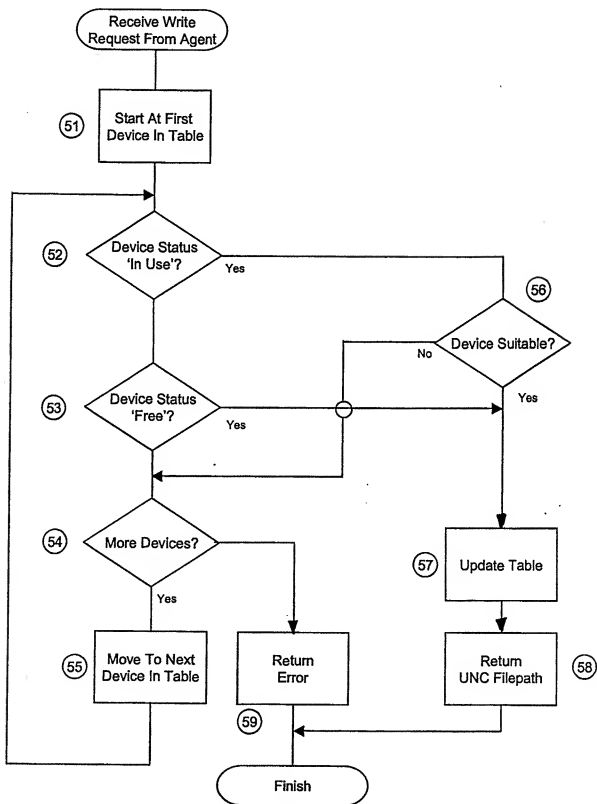 Receive Write
Request From Agent
51
Start At First
Device In Table
52
Device Status
'In Use'?
Yes
56
Device Suitable?
No
Yes
53
Device Status
'Free'?
Yes
54
More Devices?
Yes
57
Update Table
55
Move To Next
Device In Table
Return
Error
59
Return
UNC Filepath
58
Finish